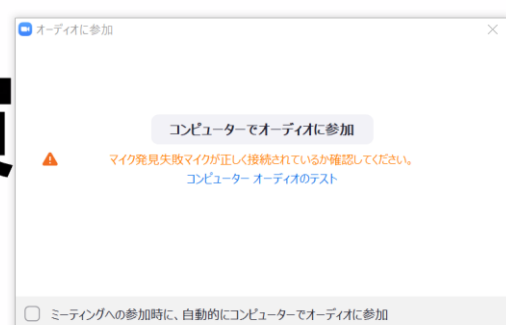 オーディオに参加
コンピューターでオーディオに参加
マイク発見失敗マイクが正しく接続されているか確認してください。
コンピューター オーディオのテスト
ミーティングへの参加時に、自動的にコンピューターでオーディオに参加